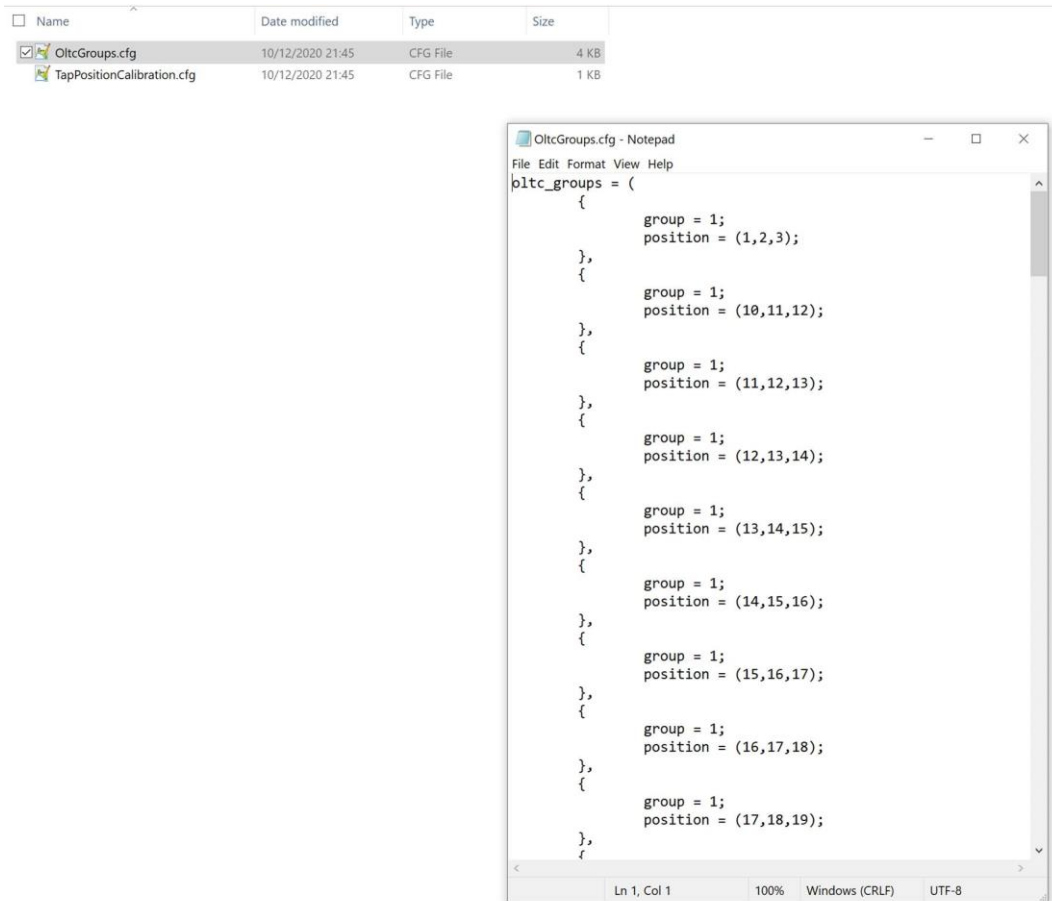 Name Date modified Type Size
OltcGroups.cfg 10/12/2020 21:45 CFG File 4 KB
TapPositionCalibration.cfg 10/12/2020 21:45 CFG File 1 KB
OltcGroups.cfg - Notepad
File Edit Format View Help
oltc_groups = (
{
group = 1;
position = (1,2,3);
},
{
group = 1;
position = (10,11,12);
},
{
group = 1;
position = (11,12,13);
},
{
group = 1;
position = (12,13,14);
},
{
group = 1;
position = (13,14,15);
},
{
group = 1;
position = (14,15,16);
},
{
group = 1;
position = (15,16,17);
},
{
group = 1;
position = (16,17,18);
},
{
group = 1;
position = (17,18,19);
},
{
Ln 1, Col 1 100% Windows (CRLF) UTF-8